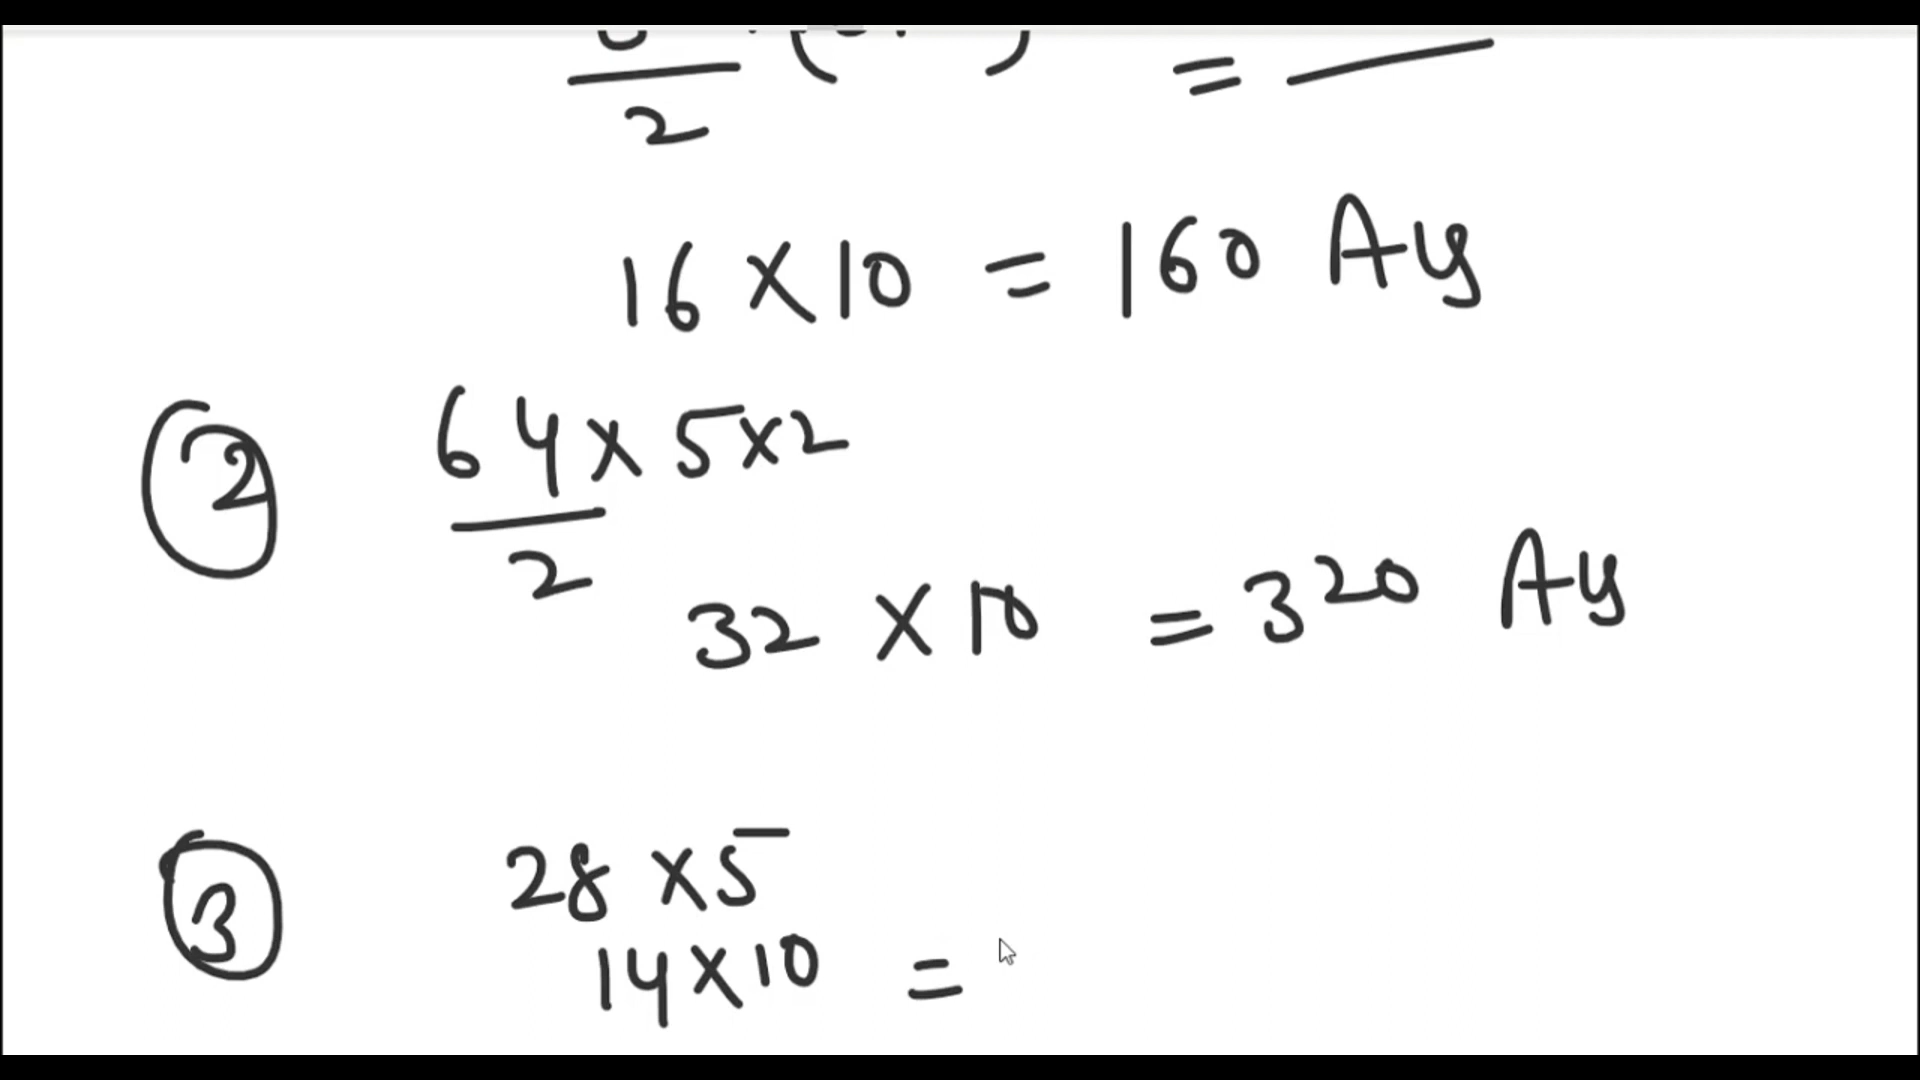 2 =
16 × 10 = 160 Ay
2 64 × 5 × 2
2
32 × 10 = 320 Ay
3 28 × 5
14 × 10 =